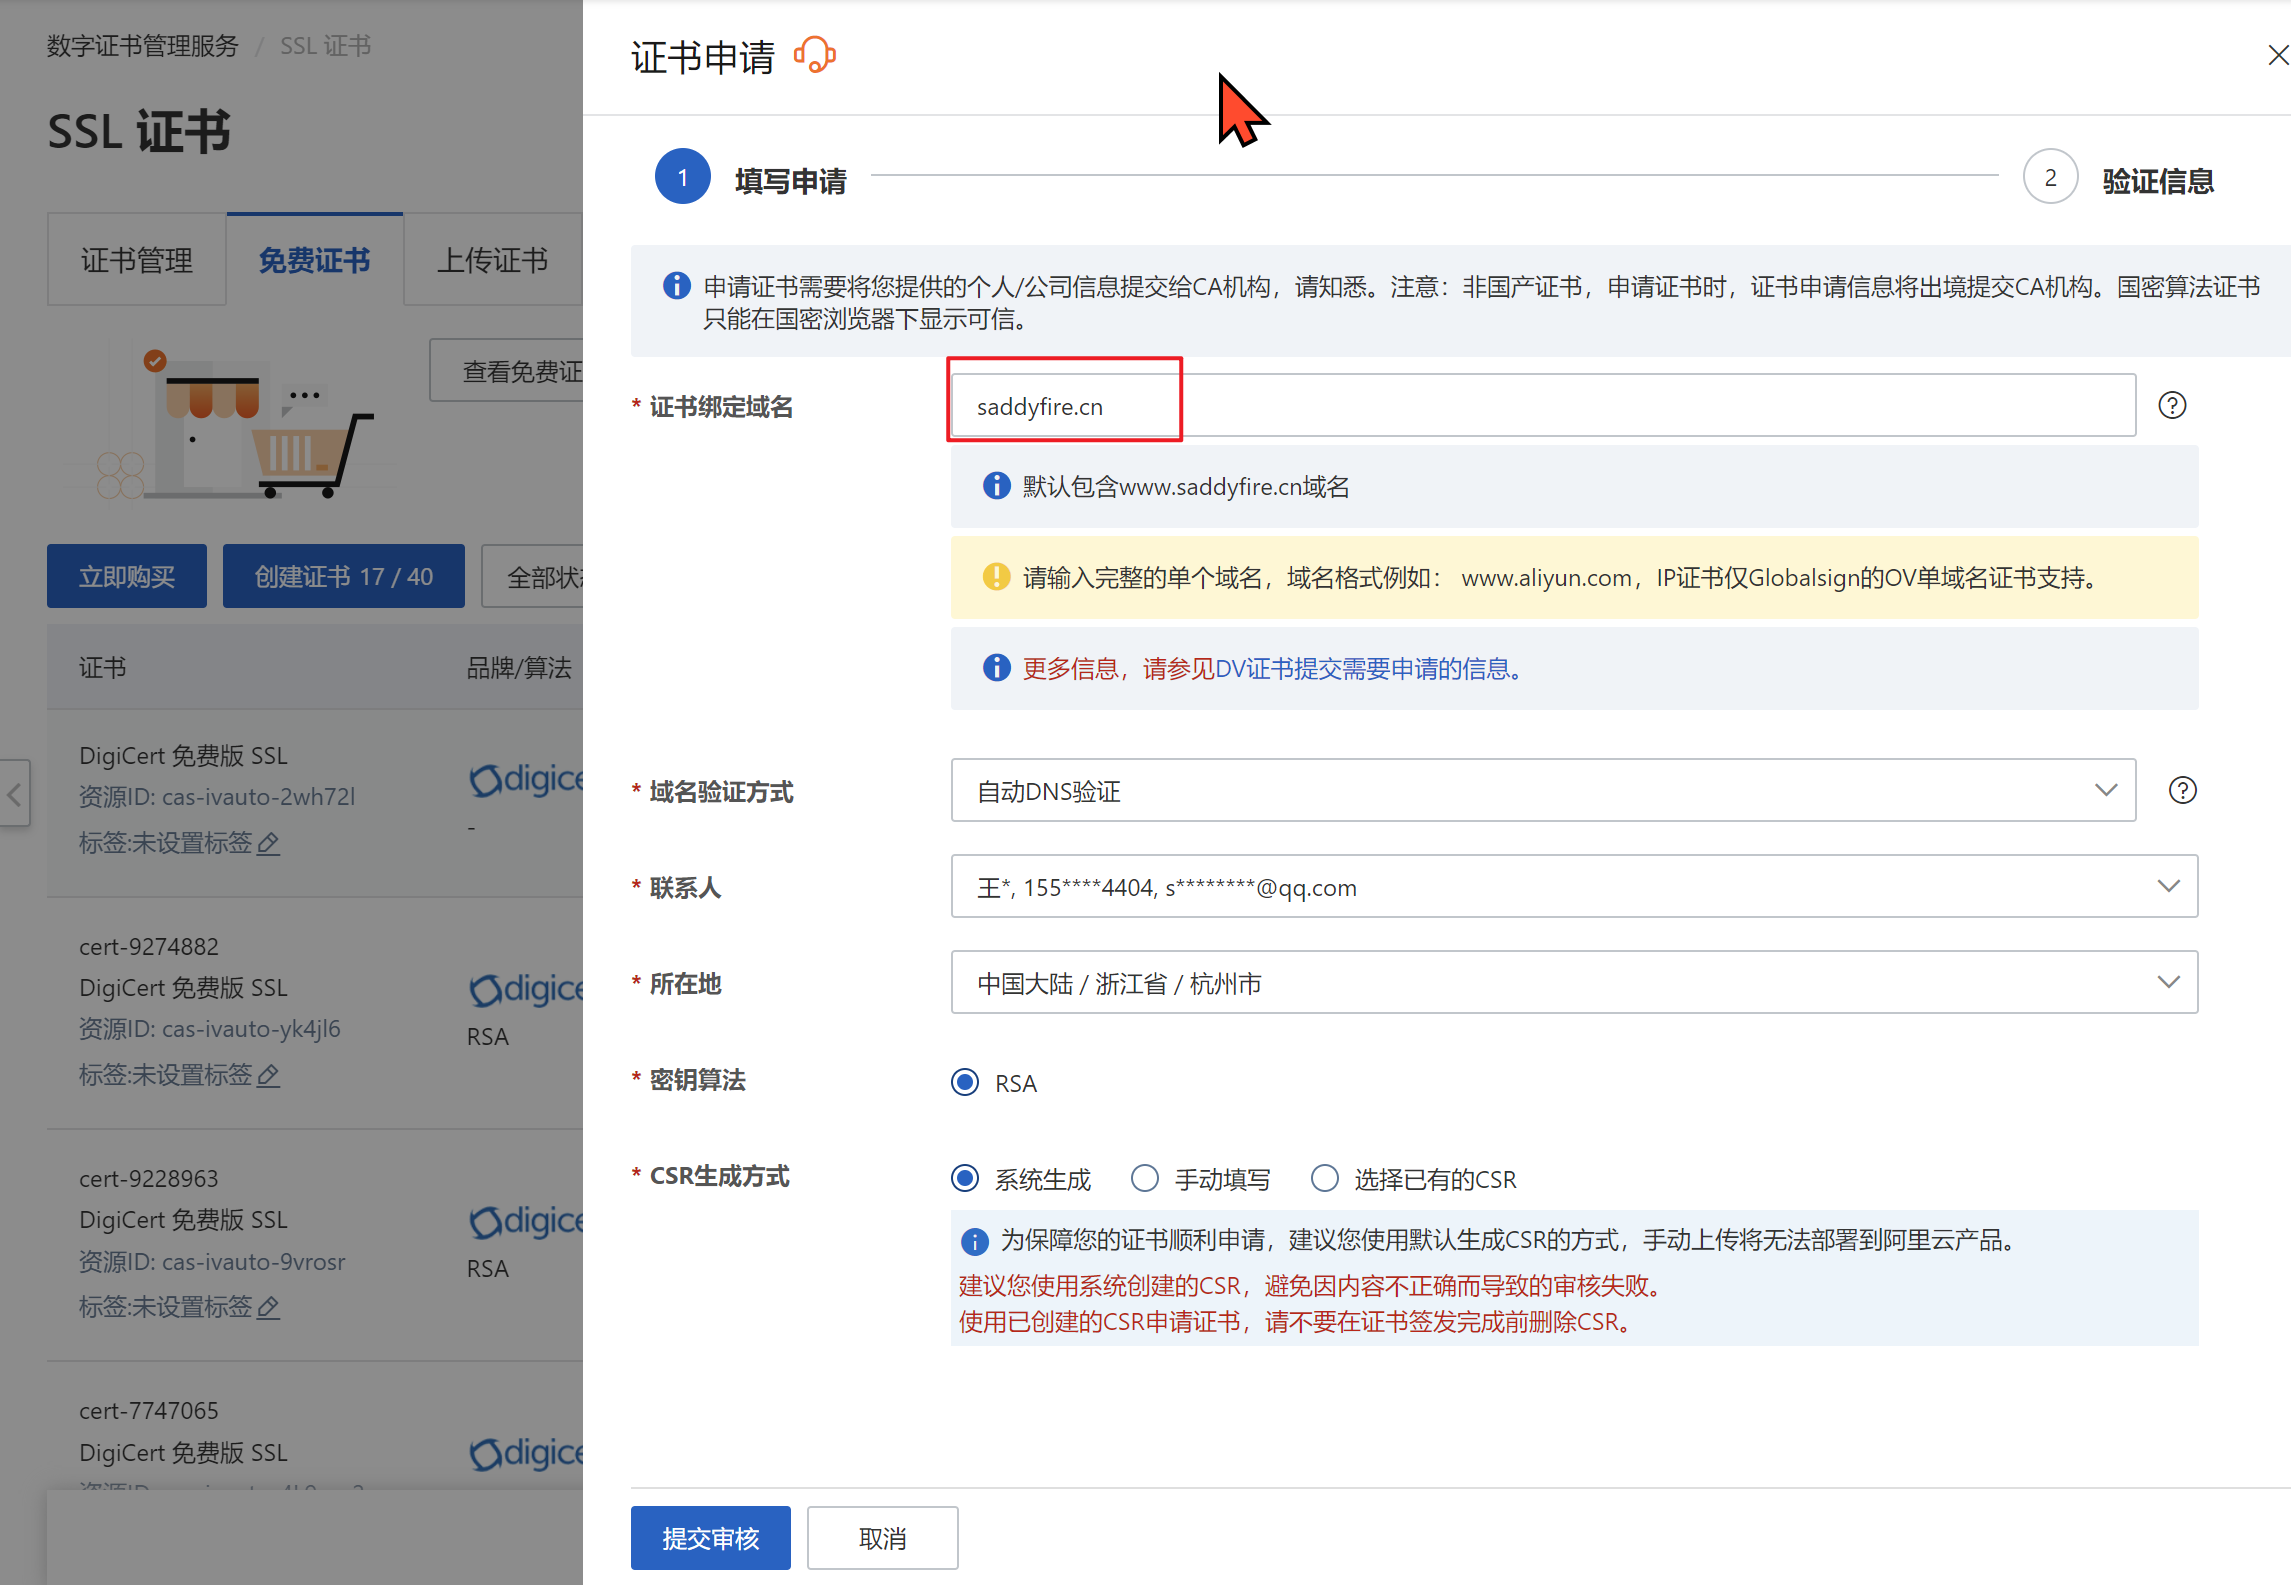 数字证书管理服务 / SSL 证书
SSL 证书
证书管理
免费证书
上传证书
查看免费证
立即购买
创建证书 17 / 40
全部状
证书
品牌/算法
DigiCert 免费版 SSL
资源ID: cas-ivauto-2wh72l
标签:未设置标签
digice
-
cert-9274882
DigiCert 免费版 SSL
资源ID: cas-ivauto-yk4jl6
标签:未设置标签
digice
RSA
cert-9228963
DigiCert 免费版 SSL
资源ID: cas-ivauto-9vrosr
标签:未设置标签
digice
RSA
cert-7747065
DigiCert 免费版 SSL
digice
证书申请
1 填写申请
2 验证信息
申请证书需要将您提供的个人/公司信息提交给CA机构，请知悉。注意：非国产证书，申请证书时，证书申请信息将出境提交CA机构。国密算法证书
只能在国密浏览器下显示可信。
* 证书绑定域名
saddyfire.cn
默认包含www.saddyfire.cn域名
请输入完整的单个域名，域名格式例如： www.aliyun.com，IP证书仅Globalsign的OV单域名证书支持。
更多信息，请参见DV证书提交需要申请的信息。
* 域名验证方式
自动DNS验证
* 联系人
王*, 155****4404, s********@qq.com
* 所在地
中国大陆 / 浙江省 / 杭州市
* 密钥算法
RSA
* CSR生成方式
系统生成 手动填写 选择已有的CSR
为保障您的证书顺利申请，建议您使用默认生成CSR的方式，手动上传将无法部署到阿里云产品。
建议您使用系统创建的CSR，避免因内容不正确而导致的审核失败。
使用已创建的CSR申请证书，请不要在证书签发完成前删除CSR。
提交审核
取消